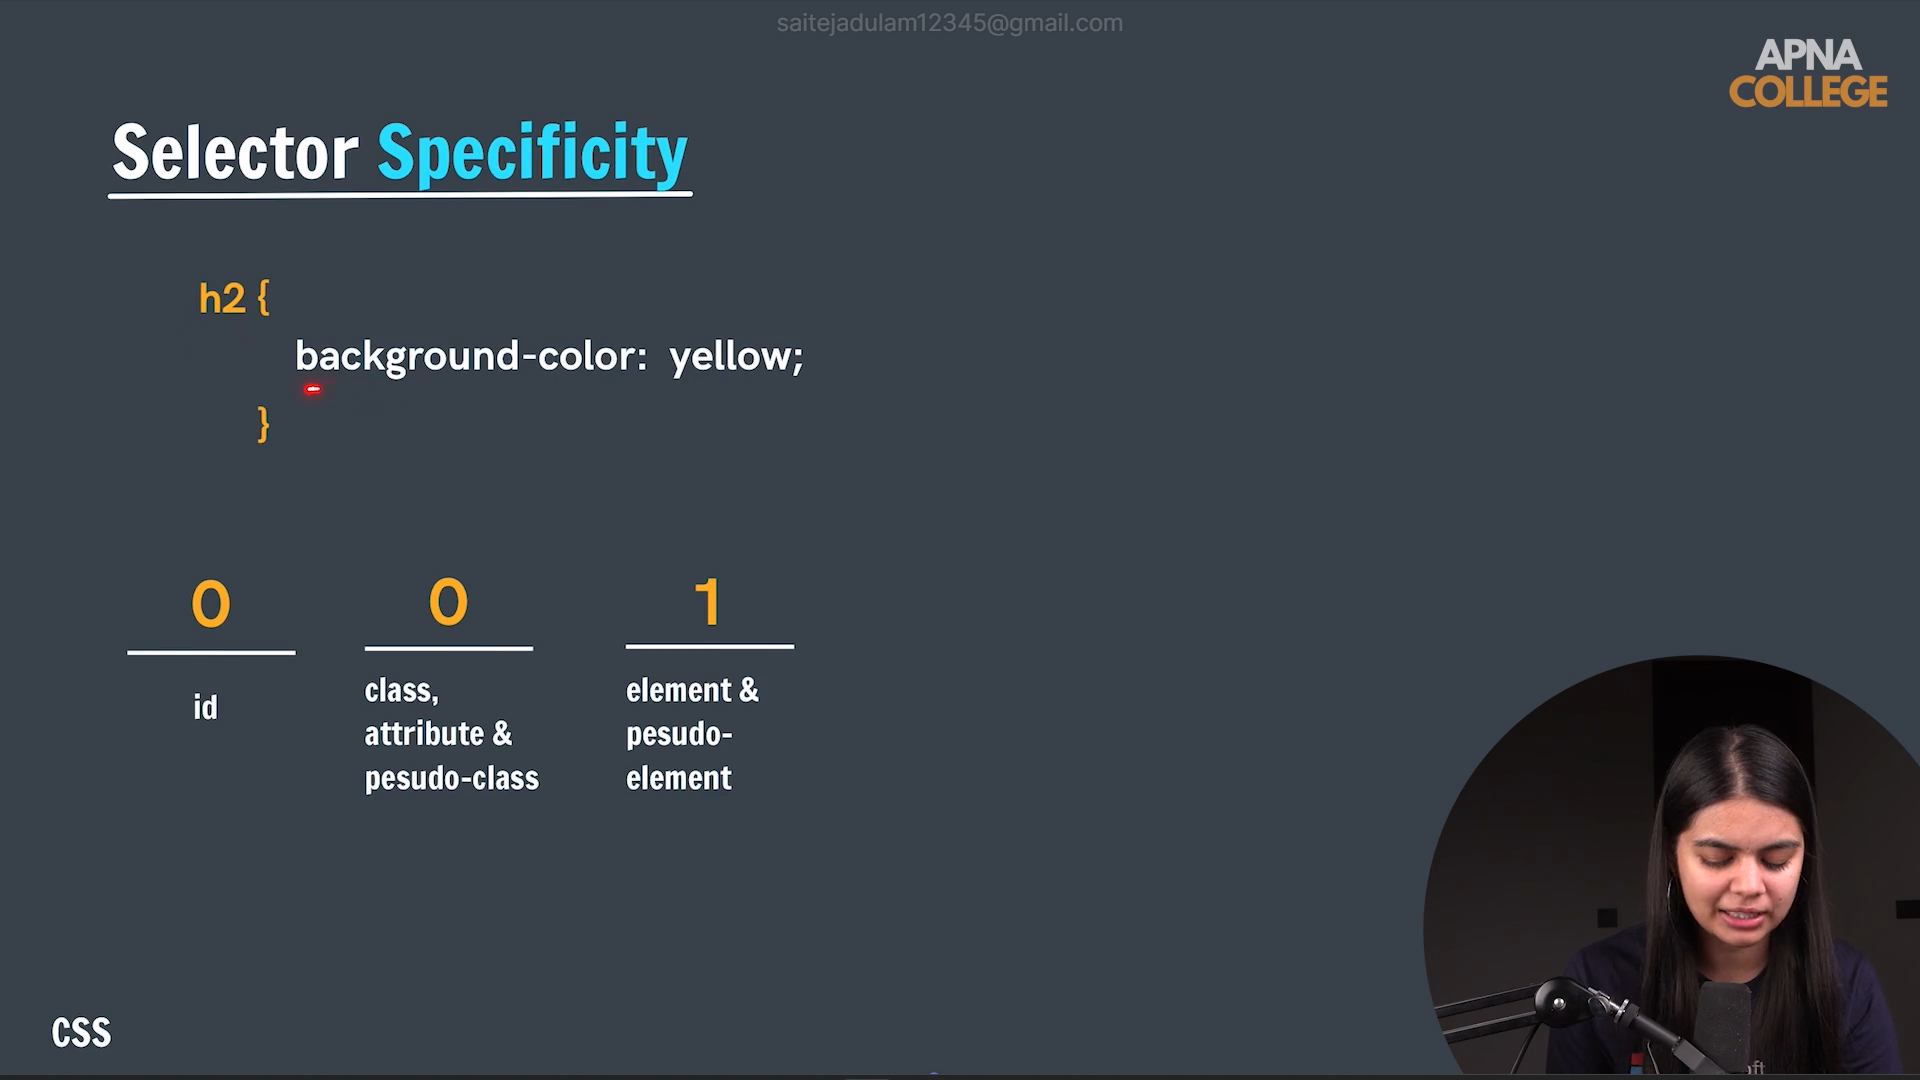 saitejadulam12345@gmail.com
APNA
COLLEGE
Selector Specificity
h2 {
background-color: yellow;
}
0 0 1
id
class,
attribute &
pesudo-class
element &
pesudo-
element
CSS